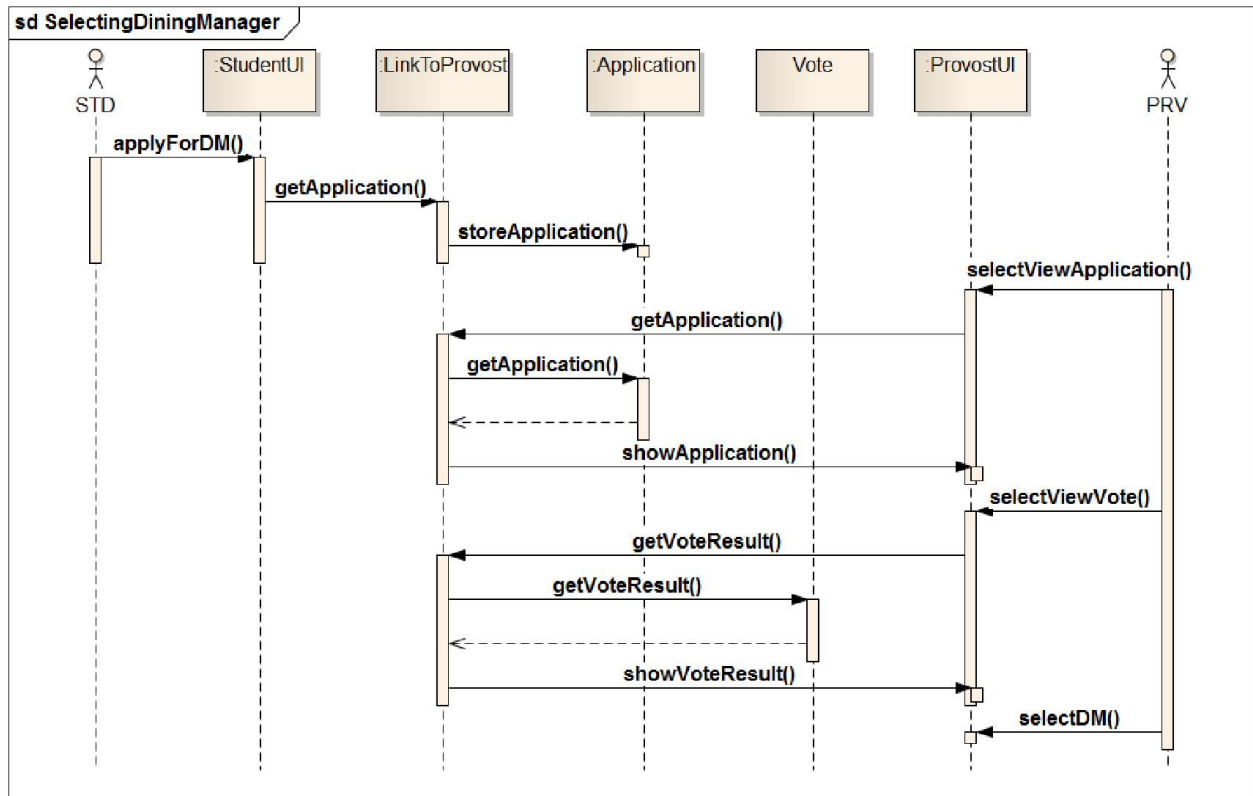 sd SelectingDiningManager
STD
:StudentUI
:LinkToProvost
:Application
Vote
:ProvostUI
PRV
applyForDM()
getApplication()
storeApplication()
selectViewApplication()
getApplication()
getApplication()
showApplication()
selectViewVote()
getVoteResult()
getVoteResult()
showVoteResult()
selectDM()